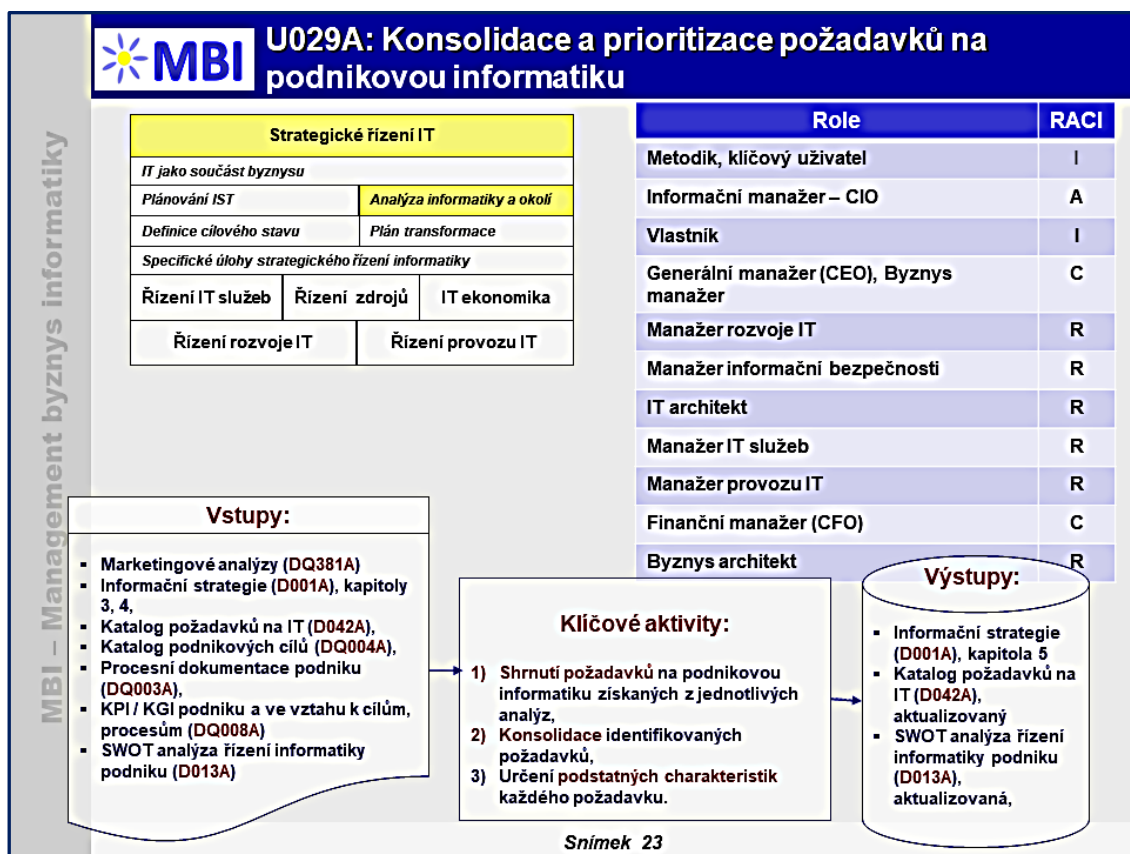 MBI
U029A: Konsolidace a prioritizace požadavků na
podnikovou informatiku
MBI – Management byznys informatiky
Strategické řízení IT
IT jako součást byznysu
Plánování IST
Analýza informatiky a okolí
Definice cílového stavu
Plán transformace
Specifické úlohy strategického řízení informatiky
Řízení IT služeb
Řízení zdrojů
IT ekonomika
Řízení rozvoje IT
Řízení provozu IT
Role RACI
Metodik, klíčový uživatel I
Informační manažer – CIO A
Vlastník I
Generální manažer (CEO), Byznys
manažer C
Manažer rozvoje IT R
Manažer informační bezpečnosti R
IT architekt R
Manažer IT služeb R
Manažer provozu IT R
Finanční manažer (CFO) C
Byznys architekt R
Vstupy:
▪ Marketingové analýzy (DQ381A)
▪ Informační strategie (D001A), kapitoly
3, 4,
▪ Katalog požadavků na IT (D042A),
▪ Katalog podnikových cílů (DQ004A),
▪ Procesní dokumentace podniku
(DQ003A),
▪ KPI / KGI podniku a ve vztahu k cílům,
procesům (DQ008A)
▪ SWOT analýza řízení informatiky
podniku (D013A)
Klíčové aktivity:
1) Shrnutí požadavků na podnikovou
informatiku získaných z jednotlivých
analýz,
2) Konsolidace identifikovaných
požadavků,
3) Určení podstatných charakteristik
každého požadavku.
Výstupy:
▪ Informační strategie
(D001A), kapitola 5
▪ Katalog požadavků na
IT (D042A),
aktualizovaný
▪ SWOT analýza řízení
informatiky podniku
(D013A),
aktualizovaná,
Snímek 23